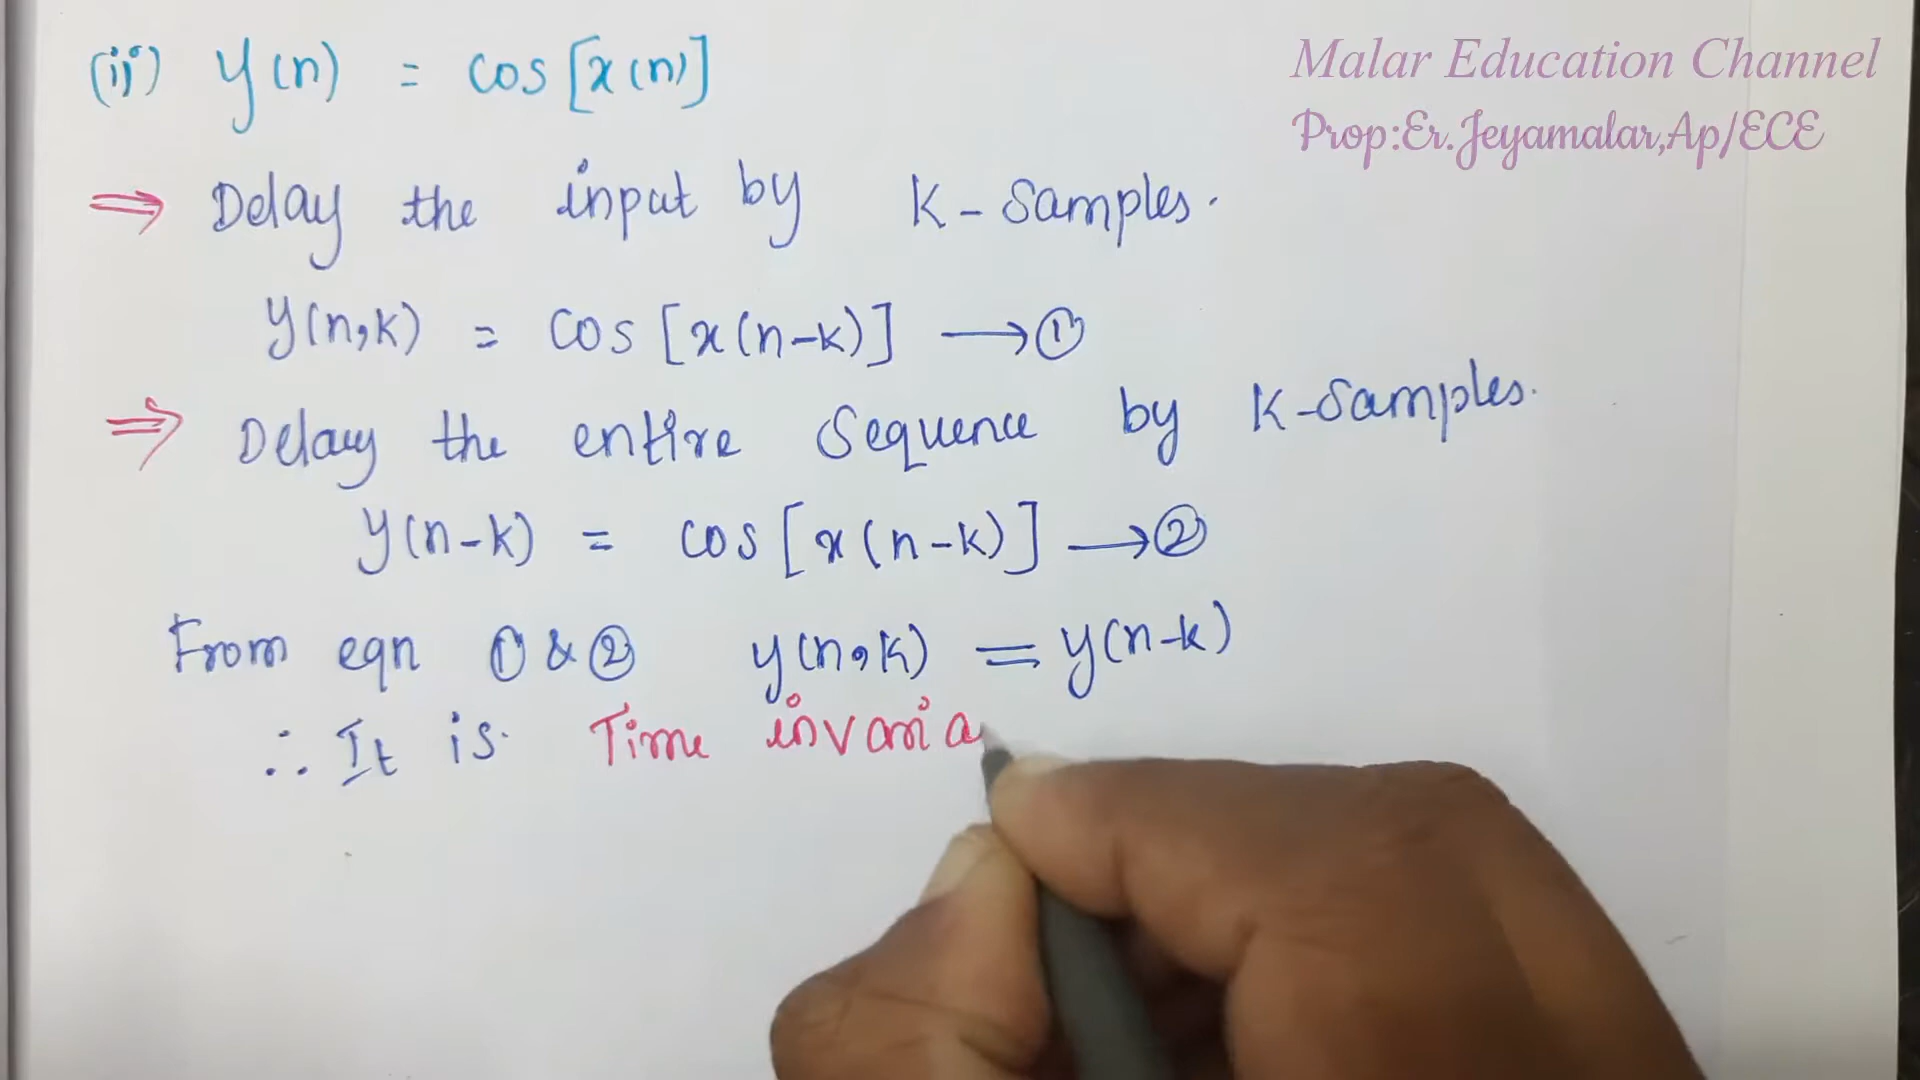 Malar Education Channel
Prop:Er.Jeyamalar,Ap/ECE
(ii) y(n) = cos[x(n)]
⇒ Delay the input by K-Samples.
y(n,k) = cos[x(n-k)] → ①
⇒ Delay the entire Sequence by K-Samples.
y(n-k) = cos[x(n-k)] → ②
From eqn ① & ② y(n,k) = y(n-k)
∴ It is. Time invaria